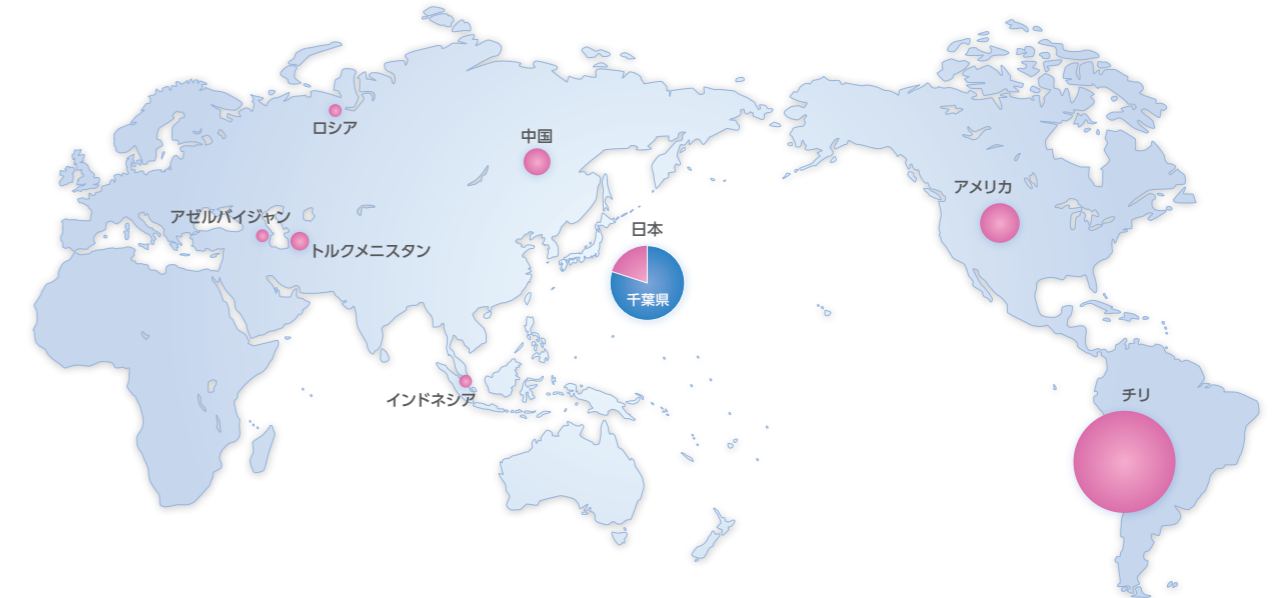 ロシア
中国
アメリカ
アゼルバイジャン
日本
トルクメニスタン
千葉県
チリ
インドネシア